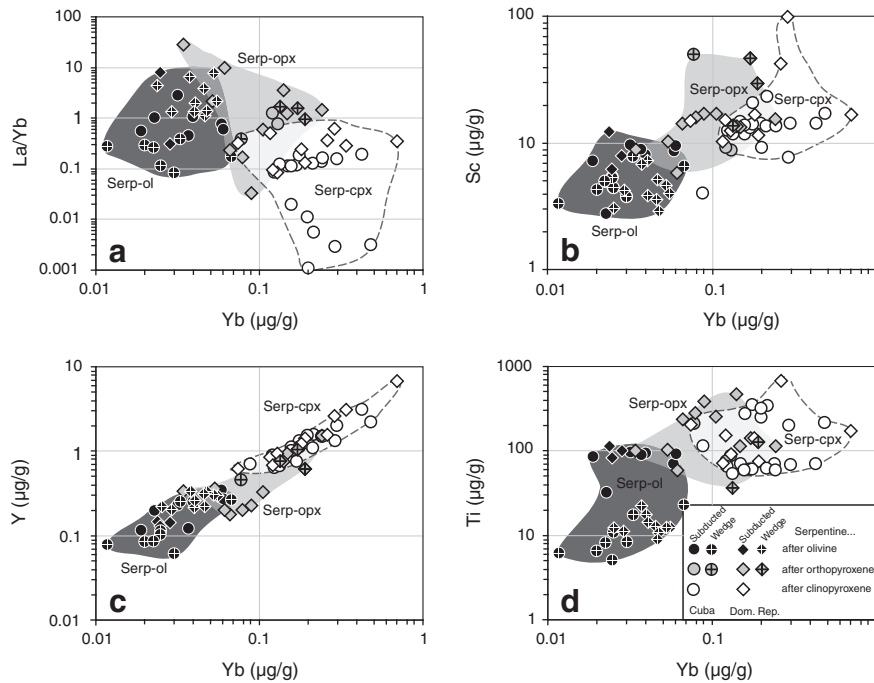 100
10
1
0.1
0.01
0.001
La/Yb
Serp-opx
Serp-ol
Serp-cpx
a
0.01
0.1
1
Yb (µg/g)
100
10
1
Sc (µg/g)
Serp-opx
Serp-cpx
Serp-ol
b
0.01
0.1
Yb (µg/g)
10
1
0.1
0.01
Y (µg/g)
Serp-cpx
Serp-opx
Serp-ol
c
0.01
0.1
1
Yb (µg/g)
1000
100
10
1
Ti (µg/g)
Serp-opx
Serp-cpx
Serp-ol
d
Subducted Wedge Subducted Wedge Serpentine...
after olivine
after orthopyroxene
after clinopyroxene
Cuba Dom. Rep.
0.01
0.1
Yb (µg/g)